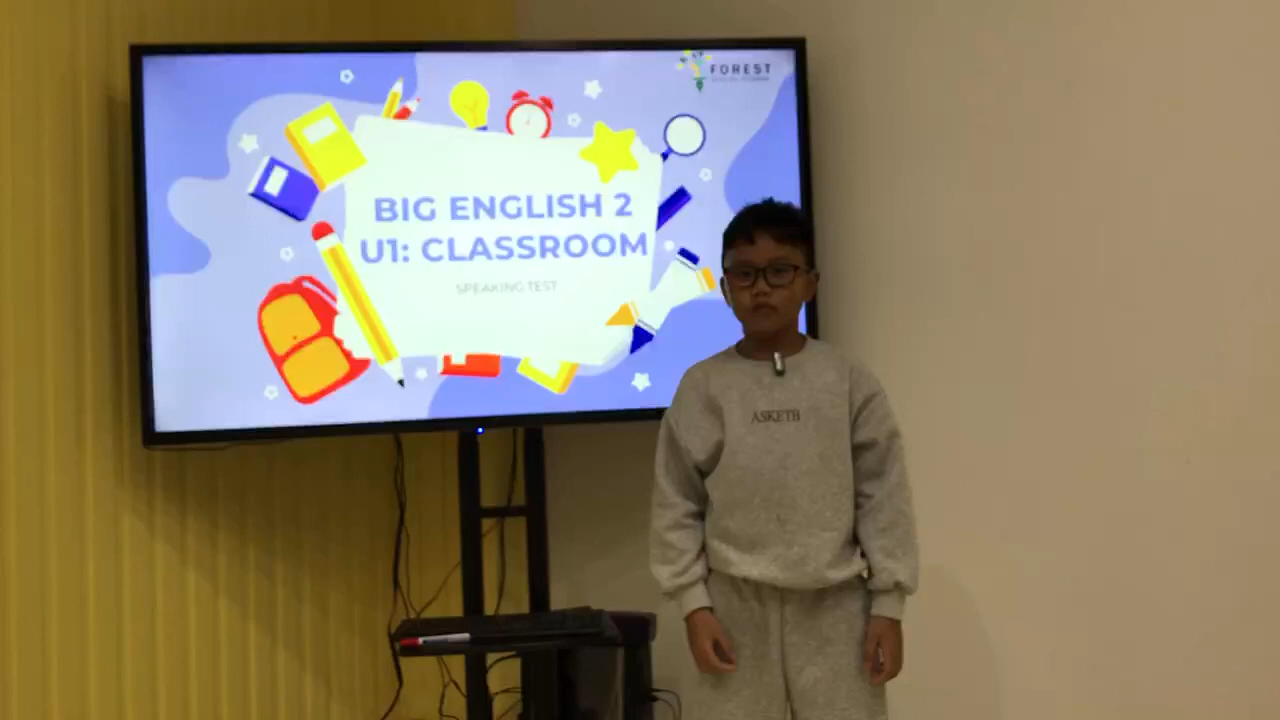 FOREST
BIG ENGLISH 2
U1: CLASSROOM
SPEAKING TEST
ASKETB